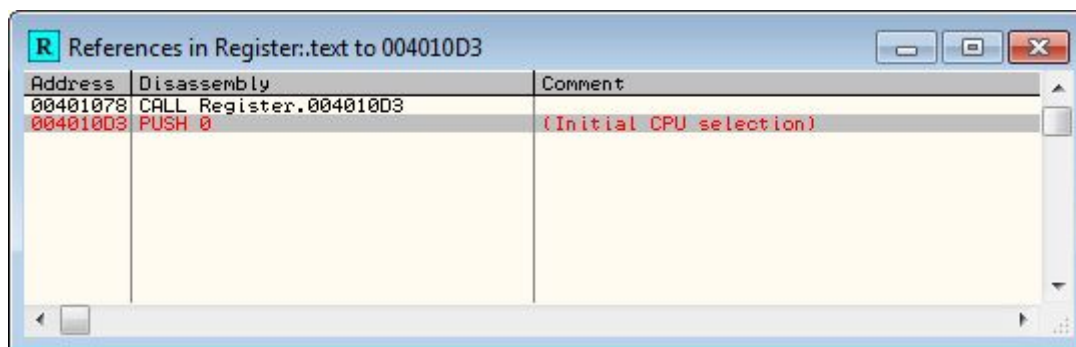 R References in Register:.text to 004010D3
Address Disassembly Comment
00401078 CALL Register.004010D3
004010D3 PUSH 0 (Initial CPU selection)